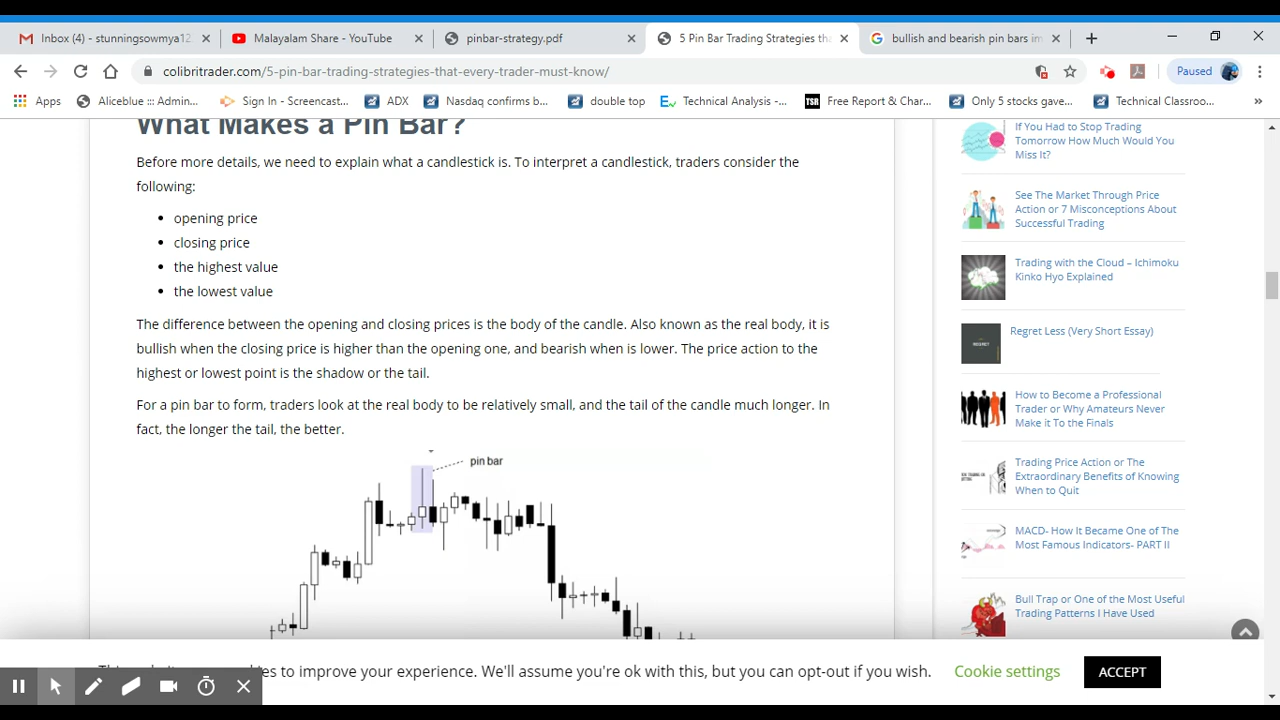 Inbox (4) - stunningsowmya12
Malayalam Share - YouTube
pinbar-strategy.pdf
5 Pin Bar Trading Strategies tha
bullish and bearish pin bars im
colibritrader.com/5-pin-bar-trading-strategies-that-every-trader-must-know/
Paused
Apps
Aliceblue ::: Admin...
Sign In - Screencast...
ADX
Nasdaq confirms b...
double top
Technical Analysis -...
TSR
Free Report & Char...
Only 5 stocks gave...
Technical Classroo...
»
What Makes a Pin Bar?
Before more details, we need to explain what a candlestick is. To interpret a candlestick, traders consider the
following:
• opening price
• closing price
• the highest value
• the lowest value
The difference between the opening and closing prices is the body of the candle. Also known as the real body, it is
bullish when the closing price is higher than the opening one, and bearish when is lower. The price action to the
highest or lowest point is the shadow or the tail.
For a pin bar to form, traders look at the real body to be relatively small, and the tail of the candle much longer. In
fact, the longer the tail, the better.
pin bar
If You Had to Stop Trading
Tomorrow How Much Would You
Miss It?
See The Market Through Price
Action or 7 Misconceptions About
Successful Trading
Trading with the Cloud – Ichimoku
Kinko Hyo Explained
Regret Less (Very Short Essay)
How to Become a Professional
Trader or Why Amateurs Never
Make it To the Finals
Trading Price Action or The
Extraordinary Benefits of Knowing
When to Quit
MACD- How It Became One of The
Most Famous Indicators- PART II
Bull Trap or One of the Most Useful
Trading Patterns I Have Used
to improve your experience. We'll assume you're ok with this, but you can opt-out if you wish.
Cookie settings
ACCEPT